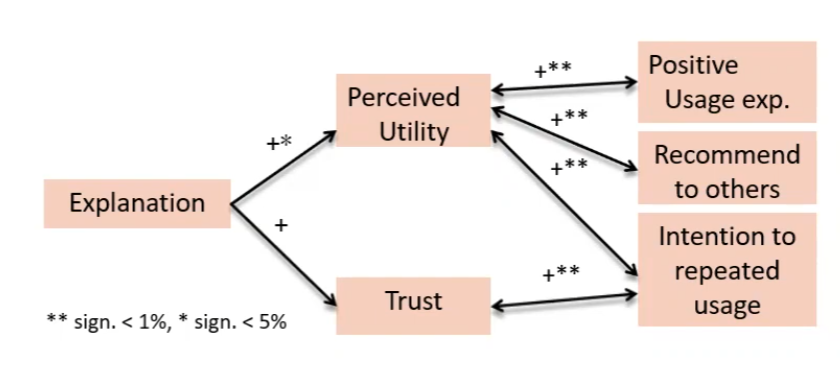 Explanation
+*
+
Perceived
Utility
Trust
+**
+**
+**
+**
Positive
Usage exp.
Recommend
to others
Intention to
repeated
usage
** sign. < 1%, * sign. < 5%